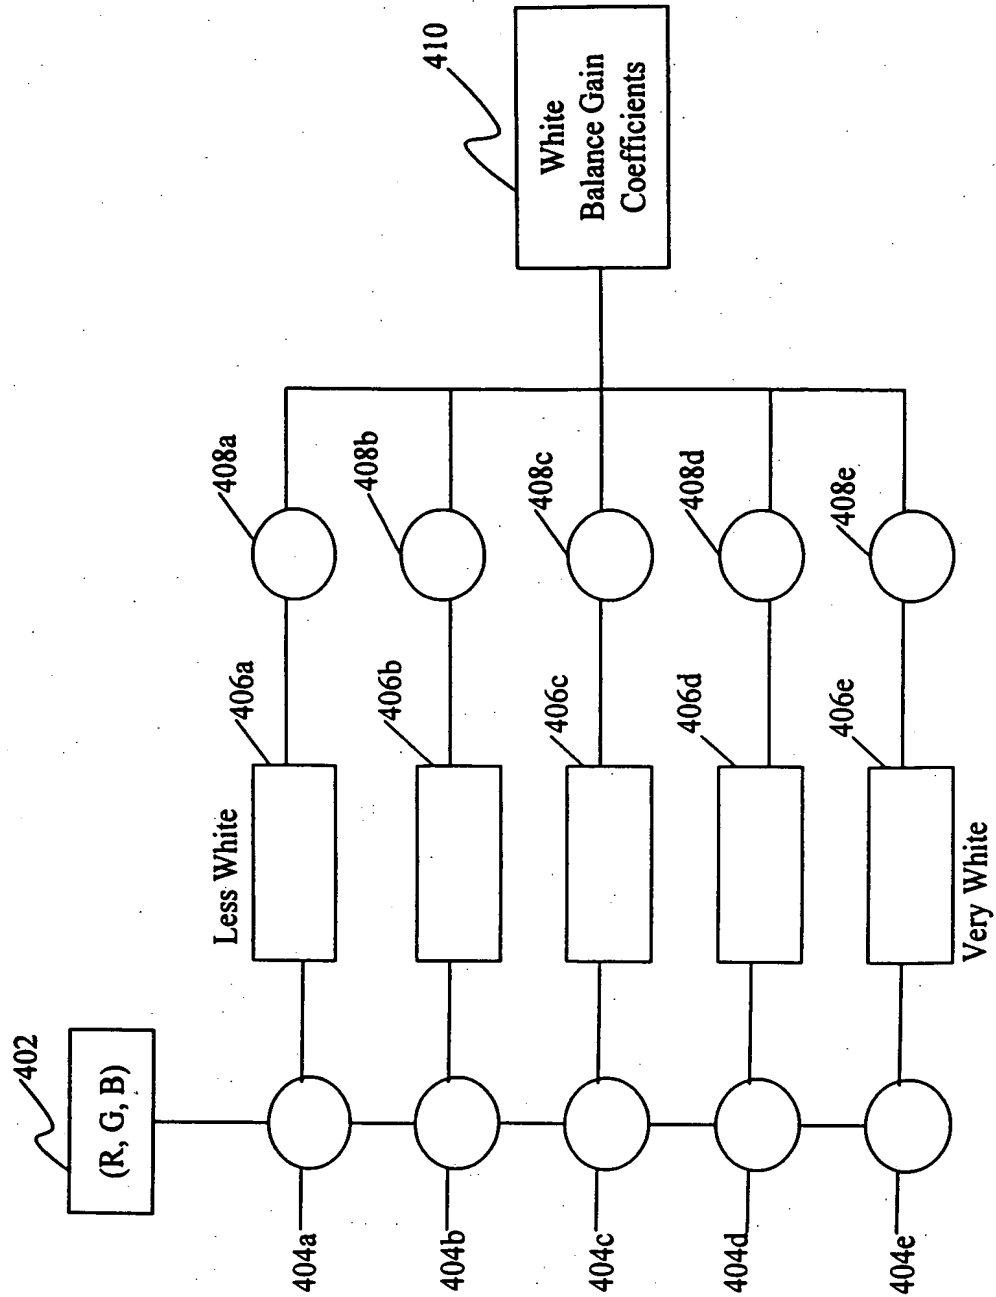 402
(R, G, B)
404a
404b
404c
404d
404e
Less White
406a
406b
406c
406d
406e
Very White
408a
408b
408c
408d
408e
410
White
Balance Gain
Coefficients